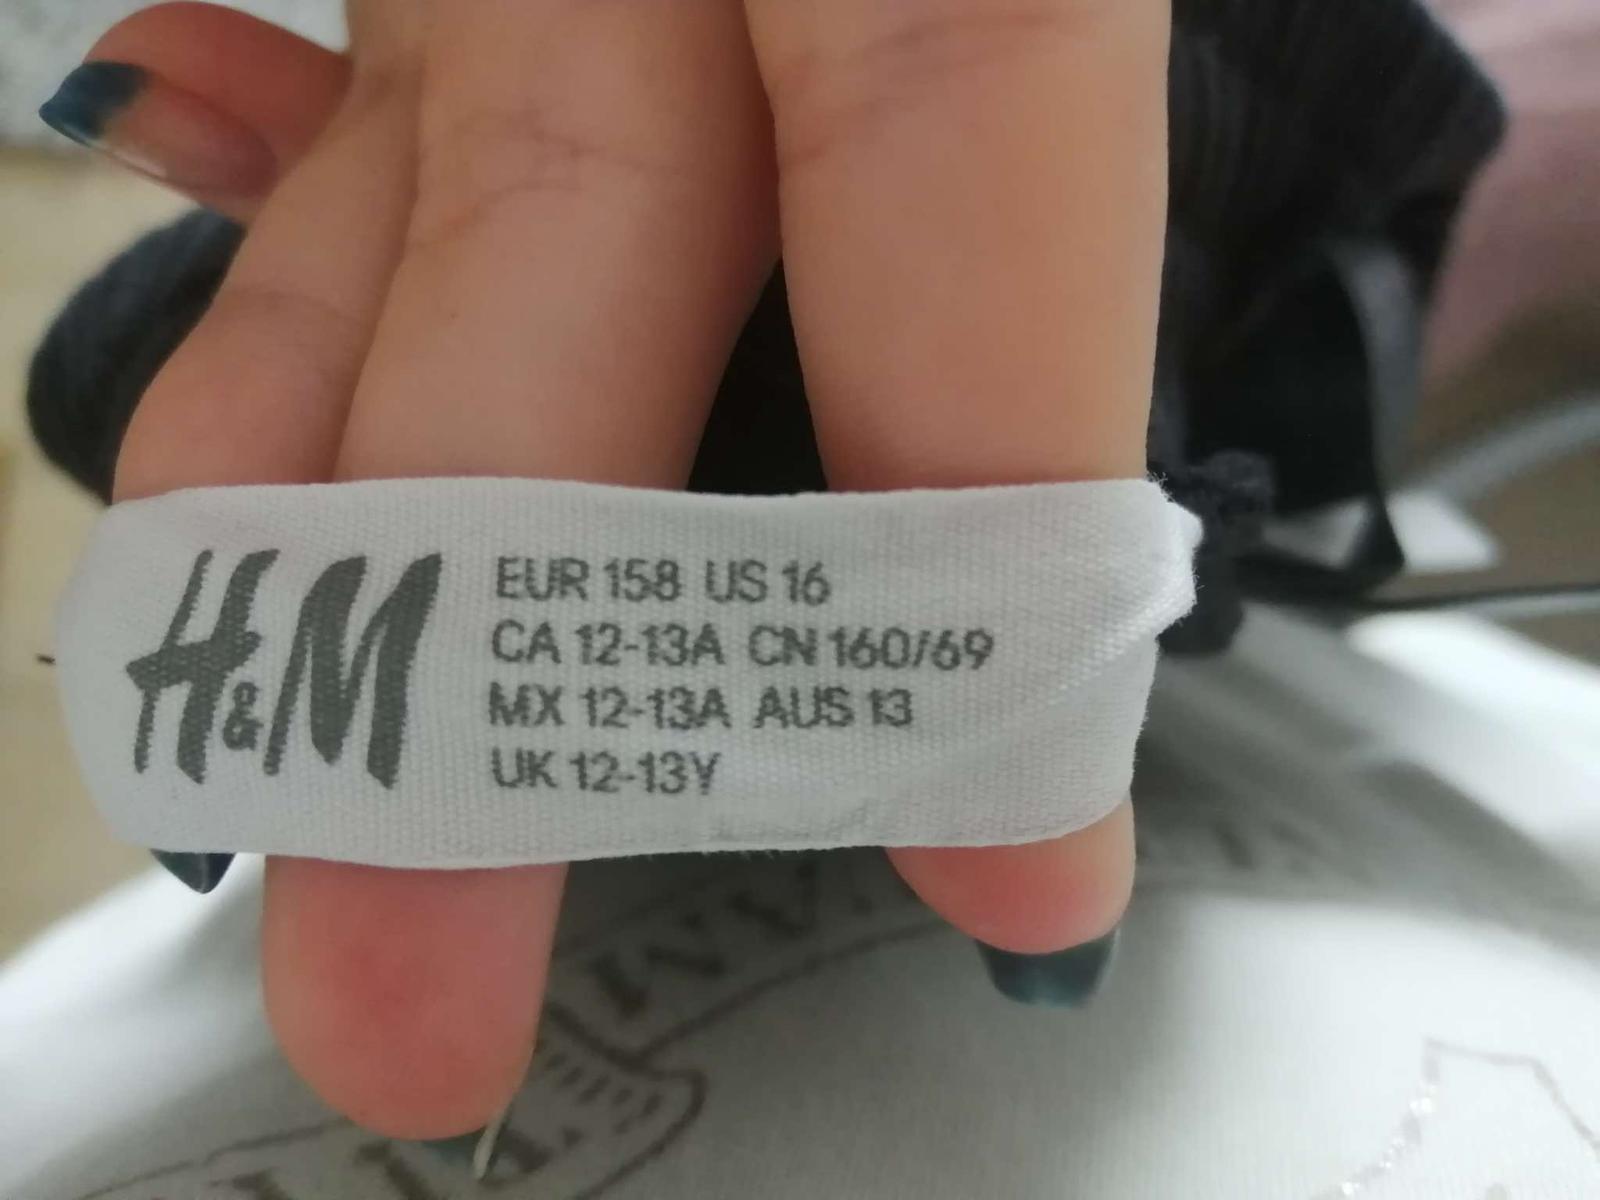 H&M
EUR 158 US 16
CA 12-13A CN 160/69
MX 12-13A AUS 13
UK 12-13Y